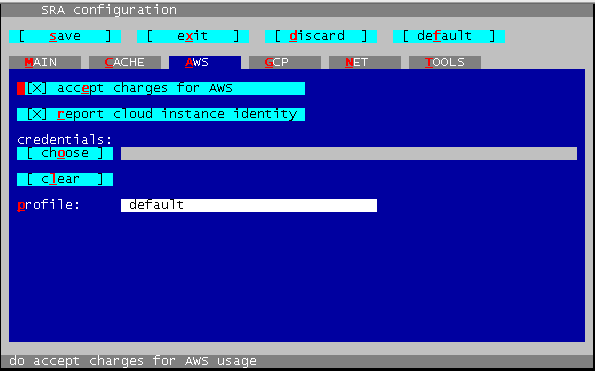 SRA configuration
[ save ] [ exit ] [ discard ] [ default ]
MAIN CACHE AWS GCP NET TOOLS
[X] accept charges for AWS
[X] report cloud instance identity
credentials:
[ choose ]
[ clear ]
profile: default
do accept charges for AWS usage